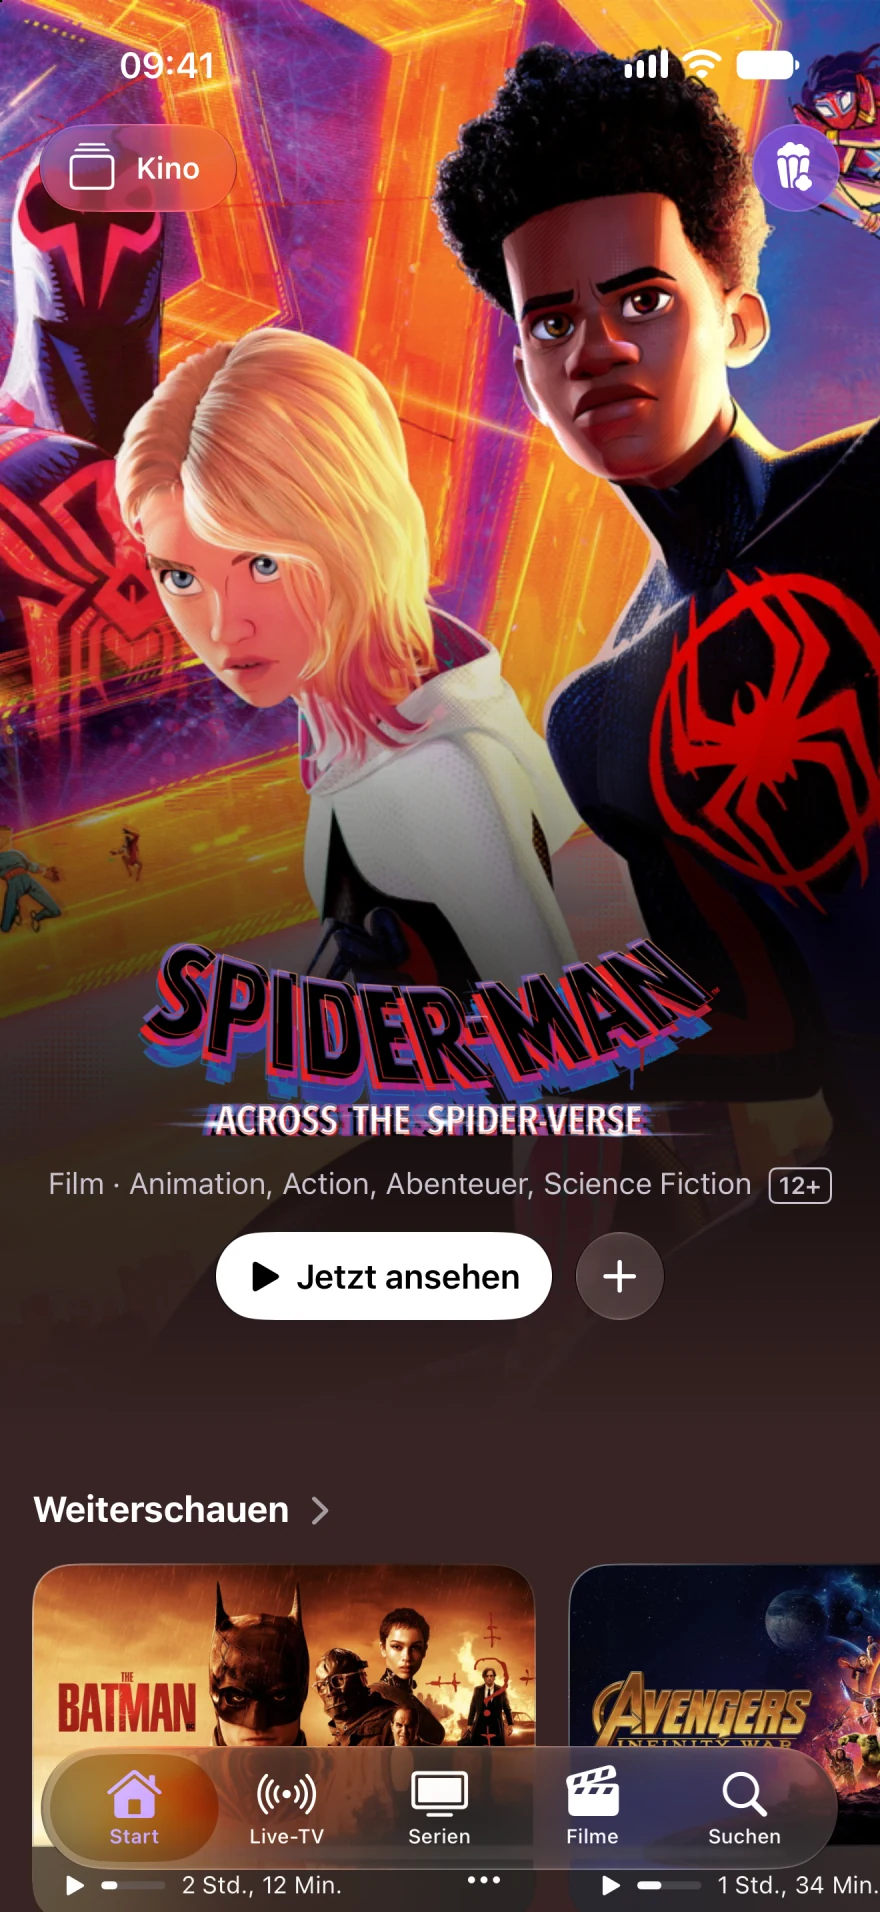 09:41
Kino
SPIDER-MAN™
ACROSS THE SPIDER-VERSE
Film · Animation, Action, Abenteuer, Science Fiction 12+
Jetzt ansehen
Weiterschauen
THE
BATMAN
AVENGERS
INFINITY WAR
Start
Live-TV
Serien
Filme
Suchen
2 Std., 12 Min.
1 Std., 34 Min.